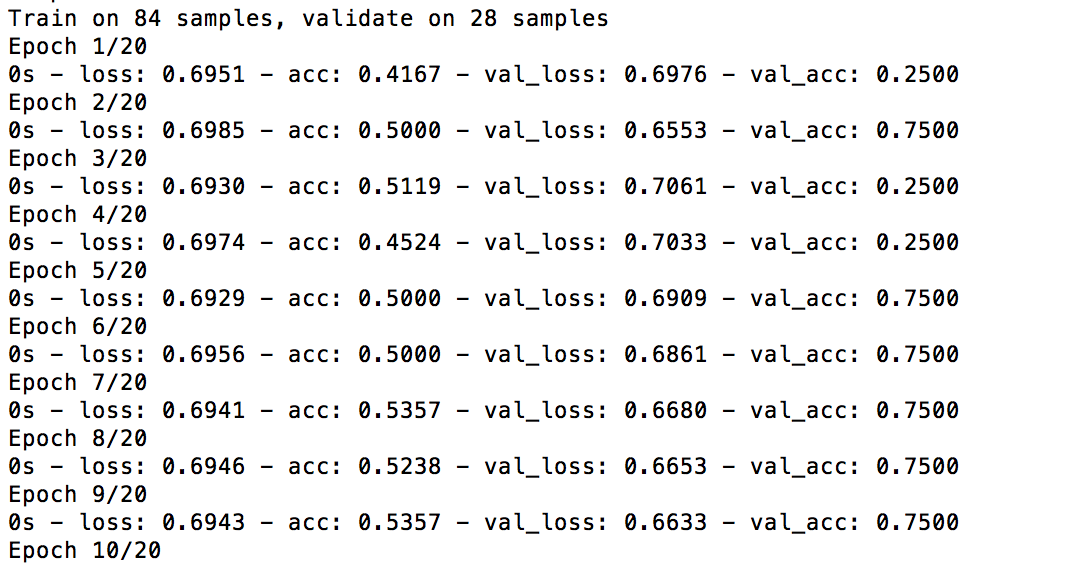 Train on 84 samples, validate on 28 samples
Epoch 1/20
0s - loss: 0.6951 - acc: 0.4167 - val_loss: 0.6976 - val_acc: 0.2500
Epoch 2/20
0s - loss: 0.6985 - acc: 0.5000 - val_loss: 0.6553 - val_acc: 0.7500
Epoch 3/20
0s - loss: 0.6930 - acc: 0.5119 - val_loss: 0.7061 - val_acc: 0.2500
Epoch 4/20
0s - loss: 0.6974 - acc: 0.4524 - val_loss: 0.7033 - val_acc: 0.2500
Epoch 5/20
0s - loss: 0.6929 - acc: 0.5000 - val_loss: 0.6909 - val_acc: 0.7500
Epoch 6/20
0s - loss: 0.6956 - acc: 0.5000 - val_loss: 0.6861 - val_acc: 0.7500
Epoch 7/20
0s - loss: 0.6941 - acc: 0.5357 - val_loss: 0.6680 - val_acc: 0.7500
Epoch 8/20
0s - loss: 0.6946 - acc: 0.5238 - val_loss: 0.6653 - val_acc: 0.7500
Epoch 9/20
0s - loss: 0.6943 - acc: 0.5357 - val_loss: 0.6633 - val_acc: 0.7500
Epoch 10/20